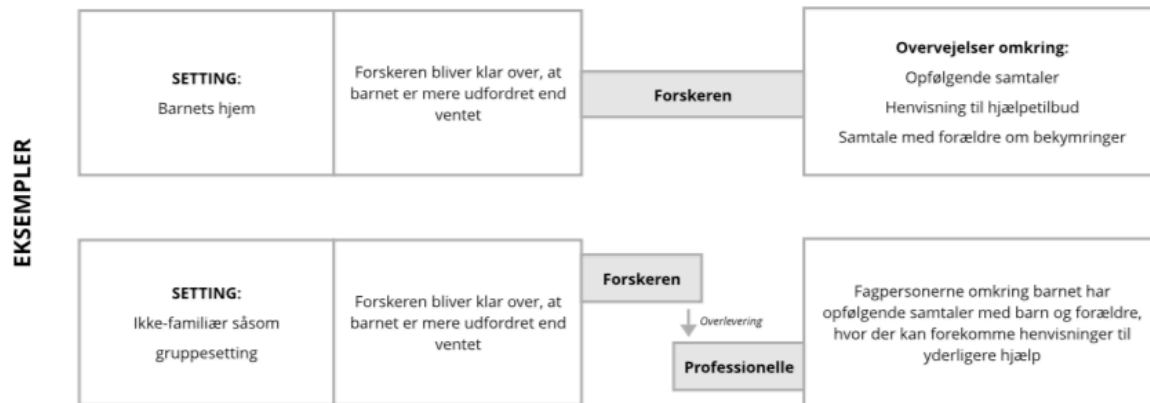 EKSEMPLER
SETTING:
Barnets hjem
Forskeren bliver klar over, at
barnet er mere udfordret end
ventet
Forskeren
Overvejelser omkring:
Opfølgende samtaler
Henvisning til hjælpetilbud
Samtale med forældre om bekymringer
SETTING:
Ikke-familiær såsom
gruppesetting
Forskeren bliver klar over, at
barnet er mere udfordret end
ventet
Forskeren
Overlevering
Professionelle
Fagpersonerne omkring barnet har
opfølgende samtaler med barn og forældre,
hvor der kan forekomme henvisninger til
yderligere hjælp